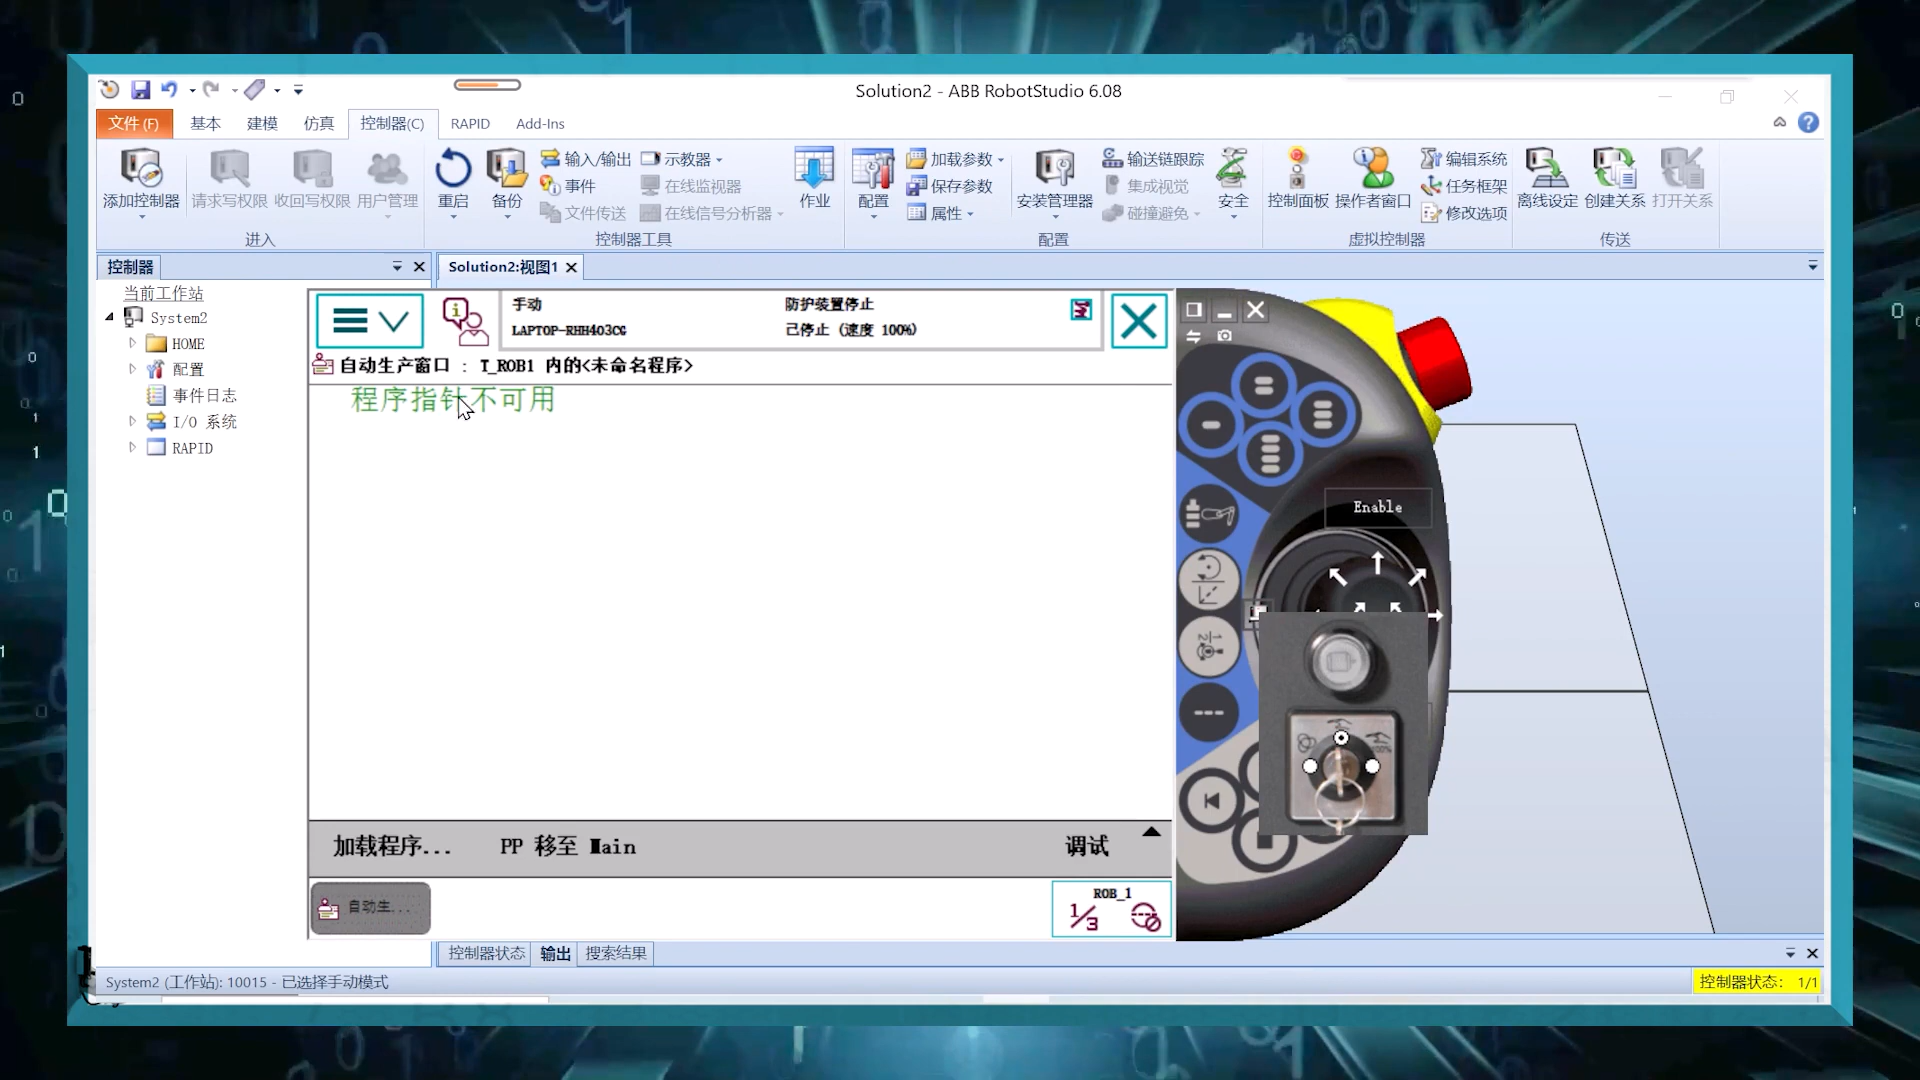 Solution2 - ABB RobotStudio 6.08
文件(F) 基本 建模 仿真 控制器(C) RAPID Add-Ins
添加控制器 请求写权限 收回写权限 用户管理
进入
重启 备份 输入/输出 事件 文件传送 示教器 在线监视器 在线信号分析器 作业
控制器工具
配置 加载参数 保存参数 属性 安装管理器 输送链跟踪 集成视觉 碰撞避免 安全
配置
控制面板 操作者窗口 编辑系统 任务框架 修改选项
虚拟控制器
离线设定 创建关系 打开关系
传送
控制器
Solution2:视图1
当前工作站
System2
HOME
配置
事件日志
I/O 系统
RAPID
手动
LAPTOP-RHH403CG
防护装置停止
已停止 (速度 100%)
自动生产窗口 : T_ROB1 内的<未命名程序>
程序指针不可用
Enable
100%
加载程序... PP 移至 Main 调试
自动生...
ROB_1
1/3
控制器状态 输出 搜索结果
System2 (工作站): 10015 - 已选择手动模式
控制器状态: 1/1